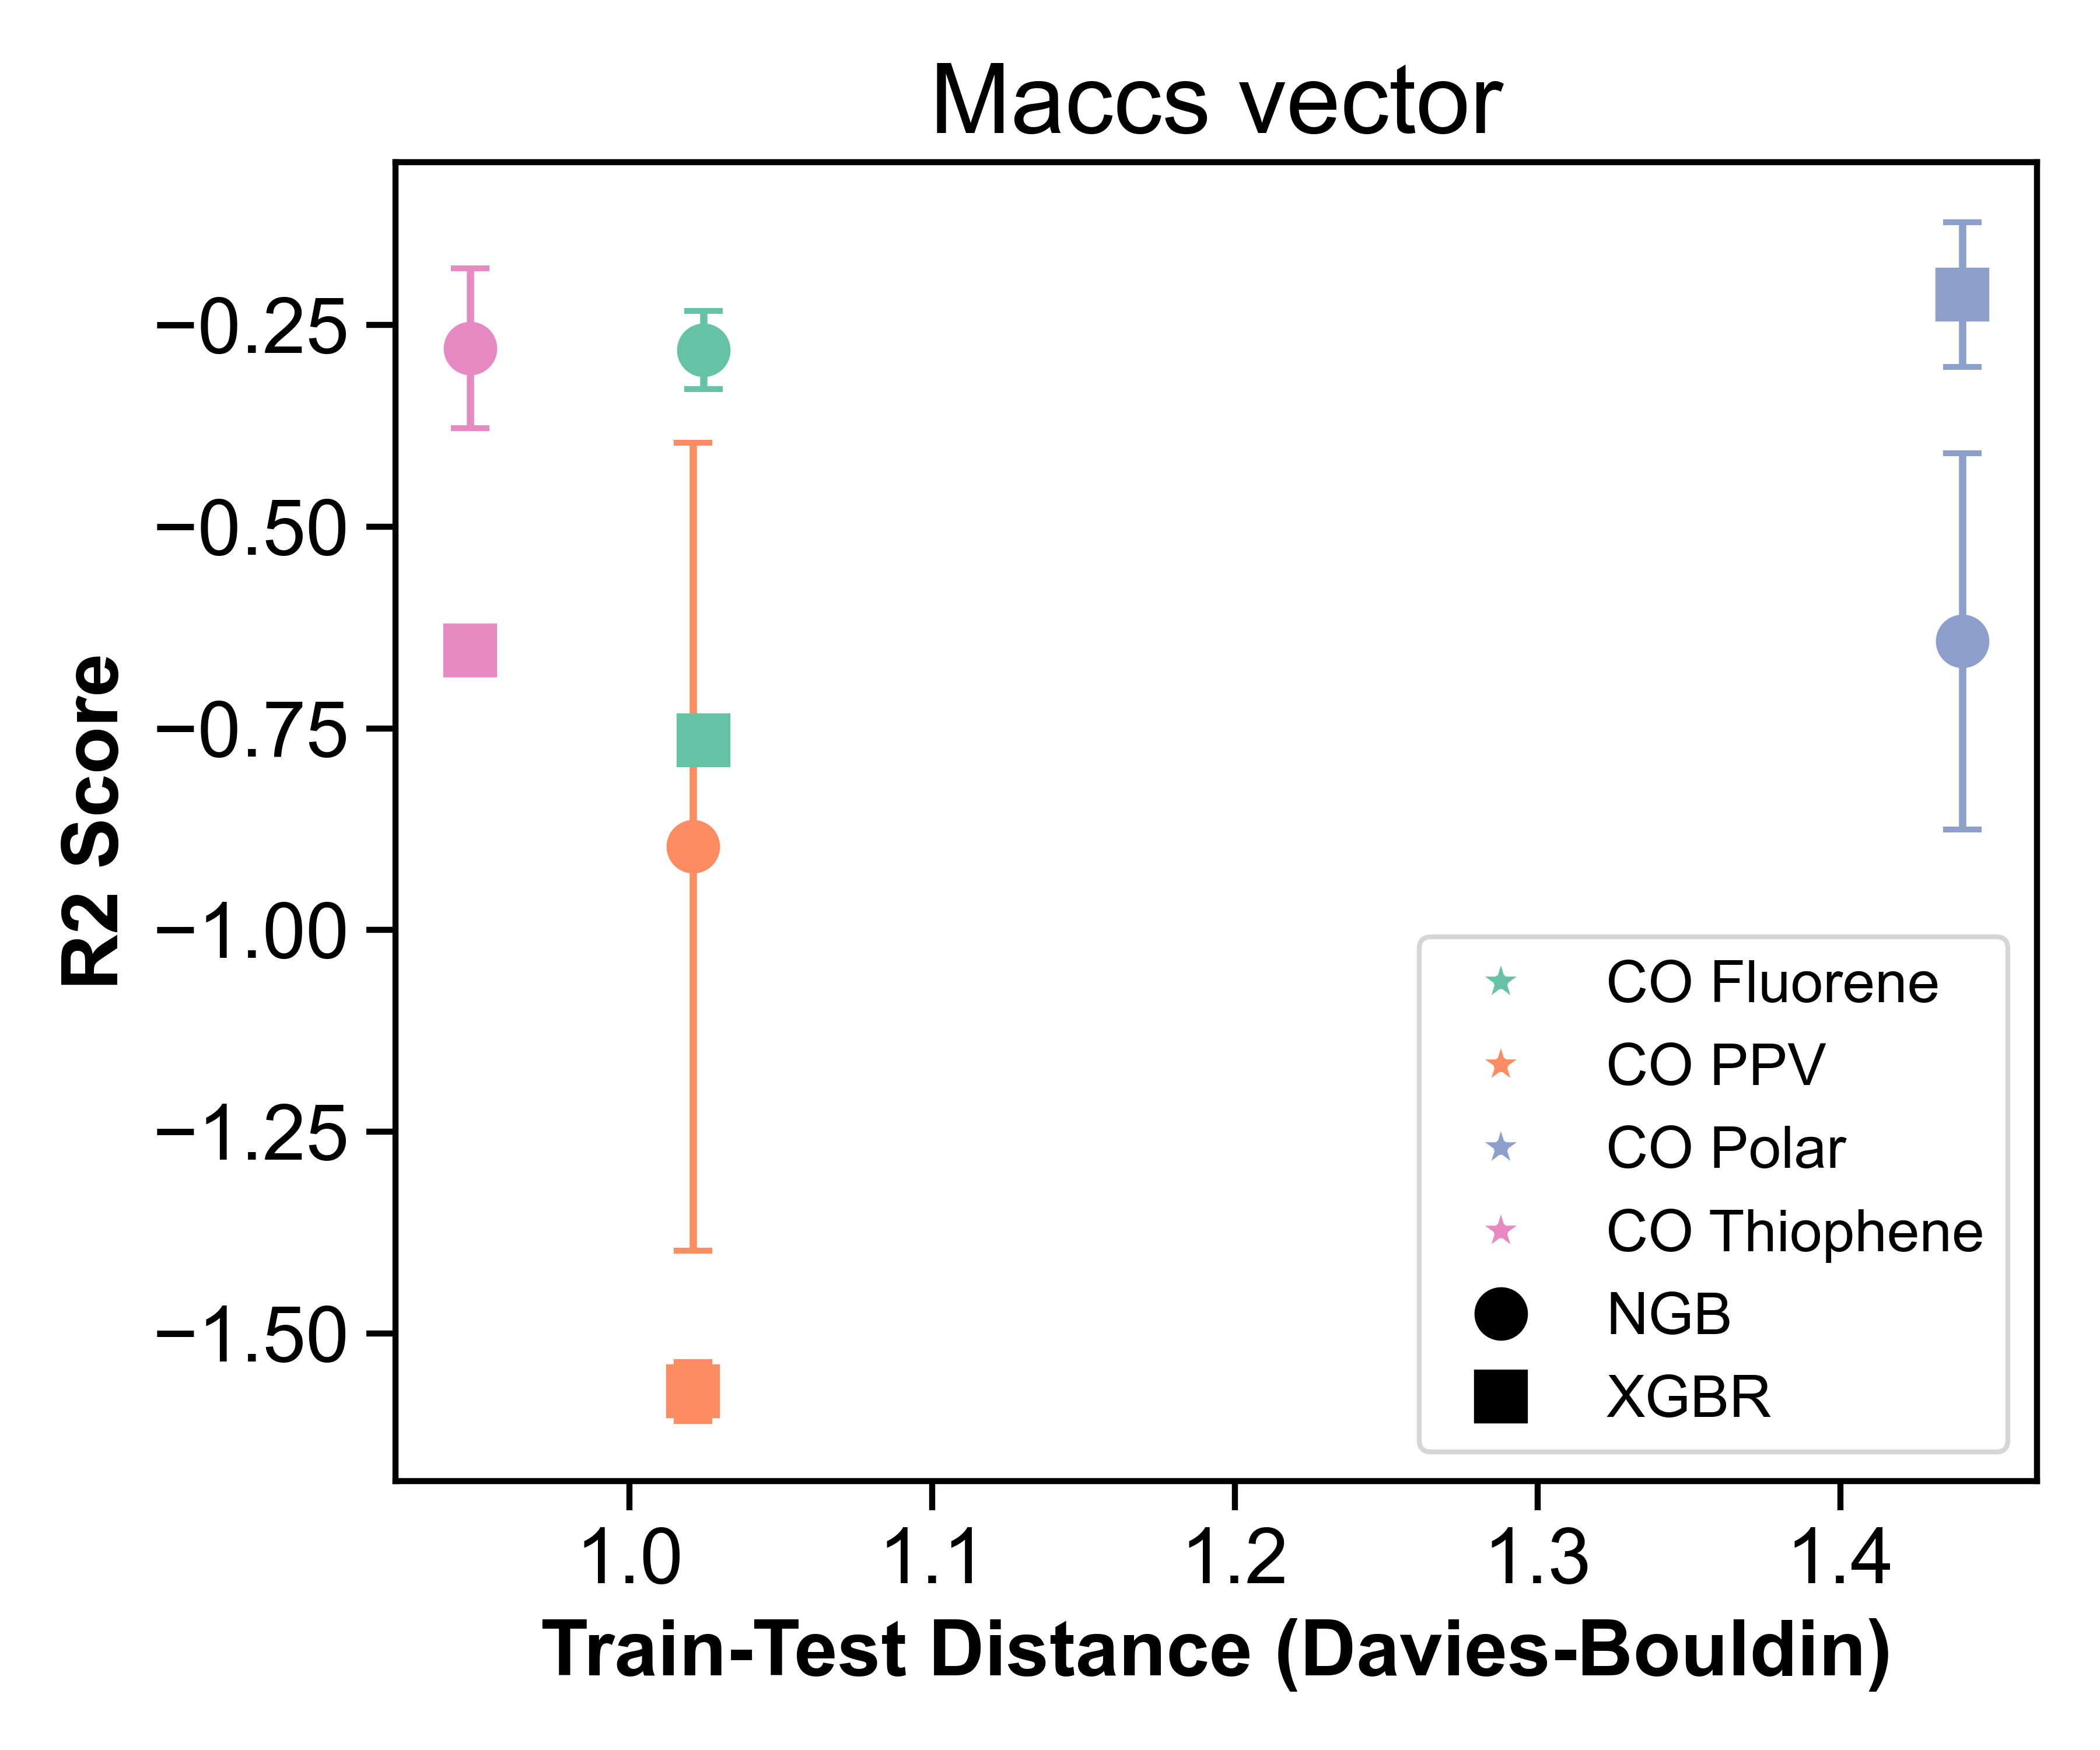 Maccs vector
R2 Score
−0.25
−0.50
−0.75
−1.00
−1.25
−1.50
CO Fluorene
CO PPV
CO Polar
CO Thiophene
NGB
XGBR
1.0 1.1 1.2 1.3 1.4
Train-Test Distance (Davies-Bouldin)